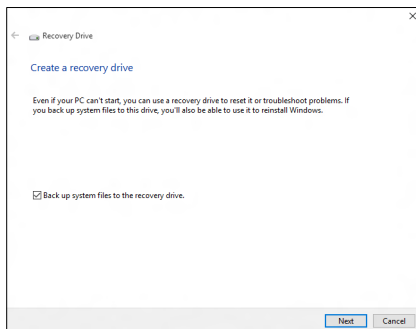 Recovery Drive
Create a recovery drive
Even if your PC can't start, you can use a recovery drive to reset it or troubleshoot problems. If
you back up system files to this drive, you'll also be able to use it to reinstall Windows.
Back up system files to the recovery drive.
Next Cancel